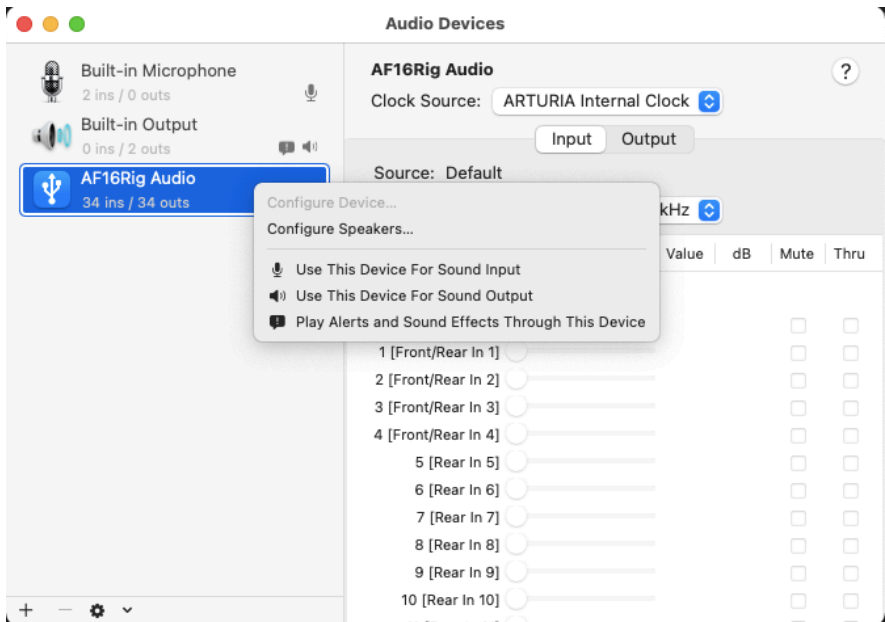 Audio Devices
Built-in Microphone
2 ins / 0 outs
Built-in Output
0 ins / 2 outs
AF16Rig Audio
34 ins / 34 outs
AF16Rig Audio
?
Clock Source: ARTURIA Internal Clock
Input Output
Source: Default
kHz
Configure Device...
Configure Speakers...
Use This Device For Sound Input
Use This Device For Sound Output
Play Alerts and Sound Effects Through This Device
Value dB Mute Thru
1 [Front/Rear In 1]
2 [Front/Rear In 2]
3 [Front/Rear In 3]
4 [Front/Rear In 4]
5 [Rear In 5]
6 [Rear In 6]
7 [Rear In 7]
8 [Rear In 8]
9 [Rear In 9]
10 [Rear In 10]